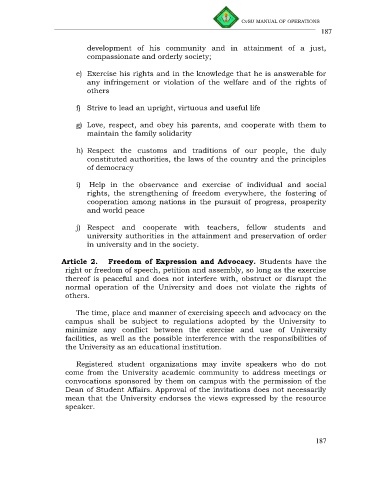 CvSU MANUAL OF OPERATIONS
187
development of his community and in attainment of a just,
compassionate and orderly society;
e) Exercise his rights and in the knowledge that he is answerable for
any infringement or violation of the welfare and of the rights of
others
f) Strive to lead an upright, virtuous and useful life
g) Love, respect, and obey his parents, and cooperate with them to
maintain the family solidarity
h) Respect the customs and traditions of our people, the duly
constituted authorities, the laws of the country and the principles
of democracy
i) Help in the observance and exercise of individual and social
rights, the strengthening of freedom everywhere, the fostering of
cooperation among nations in the pursuit of progress, prosperity
and world peace
j) Respect and cooperate with teachers, fellow students and
university authorities in the attainment and preservation of order
in university and in the society.
Article 2. Freedom of Expression and Advocacy. Students have the
right or freedom of speech, petition and assembly, so long as the exercise
thereof is peaceful and does not interfere with, obstruct or disrupt the
normal operation of the University and does not violate the rights of
others.
The time, place and manner of exercising speech and advocacy on the
campus shall be subject to regulations adopted by the University to
minimize any conflict between the exercise and use of University
facilities, as well as the possible interference with the responsibilities of
the University as an educational institution.
Registered student organizations may invite speakers who do not
come from the University academic community to address meetings or
convocations sponsored by them on campus with the permission of the
Dean of Student Affairs. Approval of the invitations does not necessarily
mean that the University endorses the views expressed by the resource
speaker.
187